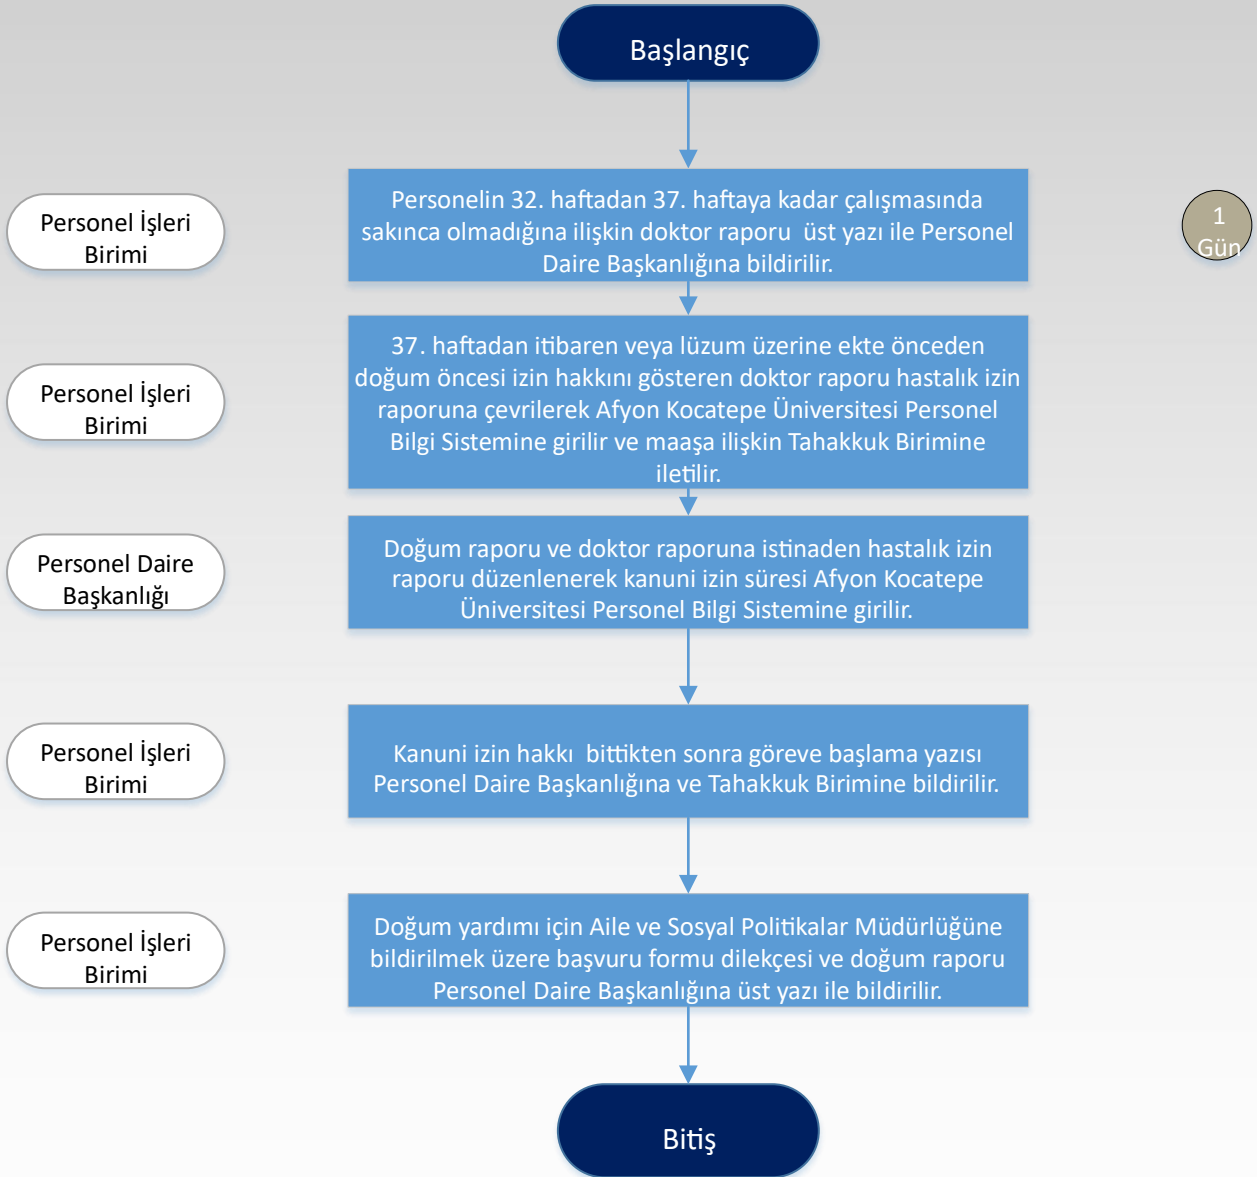 Başlangıç
Personel İşleri
Birimi
Personelin 32. haftadan 37. haftaya kadar çalışmasında
sakınca olmadığına ilişkin doktor raporu  üst yazı ile Personel
Daire Başkanlığına bildirilir.
1
Gün
Personel İşleri
Birimi
37. haftadan itibaren veya lüzum üzerine ekte önceden
doğum öncesi izin hakkını gösteren doktor raporu hastalık izin
raporuna çevrilerek Afyon Kocatepe Üniversitesi Personel
Bilgi Sistemine girilir ve maaşa ilişkin Tahakkuk Birimine
iletilir.
Personel Daire
Başkanlığı
Doğum raporu ve doktor raporuna istinaden hastalık izin
raporu düzenlenerek kanuni izin süresi Afyon Kocatepe
Üniversitesi Personel Bilgi Sistemine girilir.
Personel İşleri
Birimi
Kanuni izin hakkı  bittikten sonra göreve başlama yazısı
Personel Daire Başkanlığına ve Tahakkuk Birimine bildirilir.
Personel İşleri
Birimi
Doğum yardımı için Aile ve Sosyal Politikalar Müdürlüğüne
bildirilmek üzere başvuru formu dilekçesi ve doğum raporu
Personel Daire Başkanlığına üst yazı ile bildirilir.
Bitiş